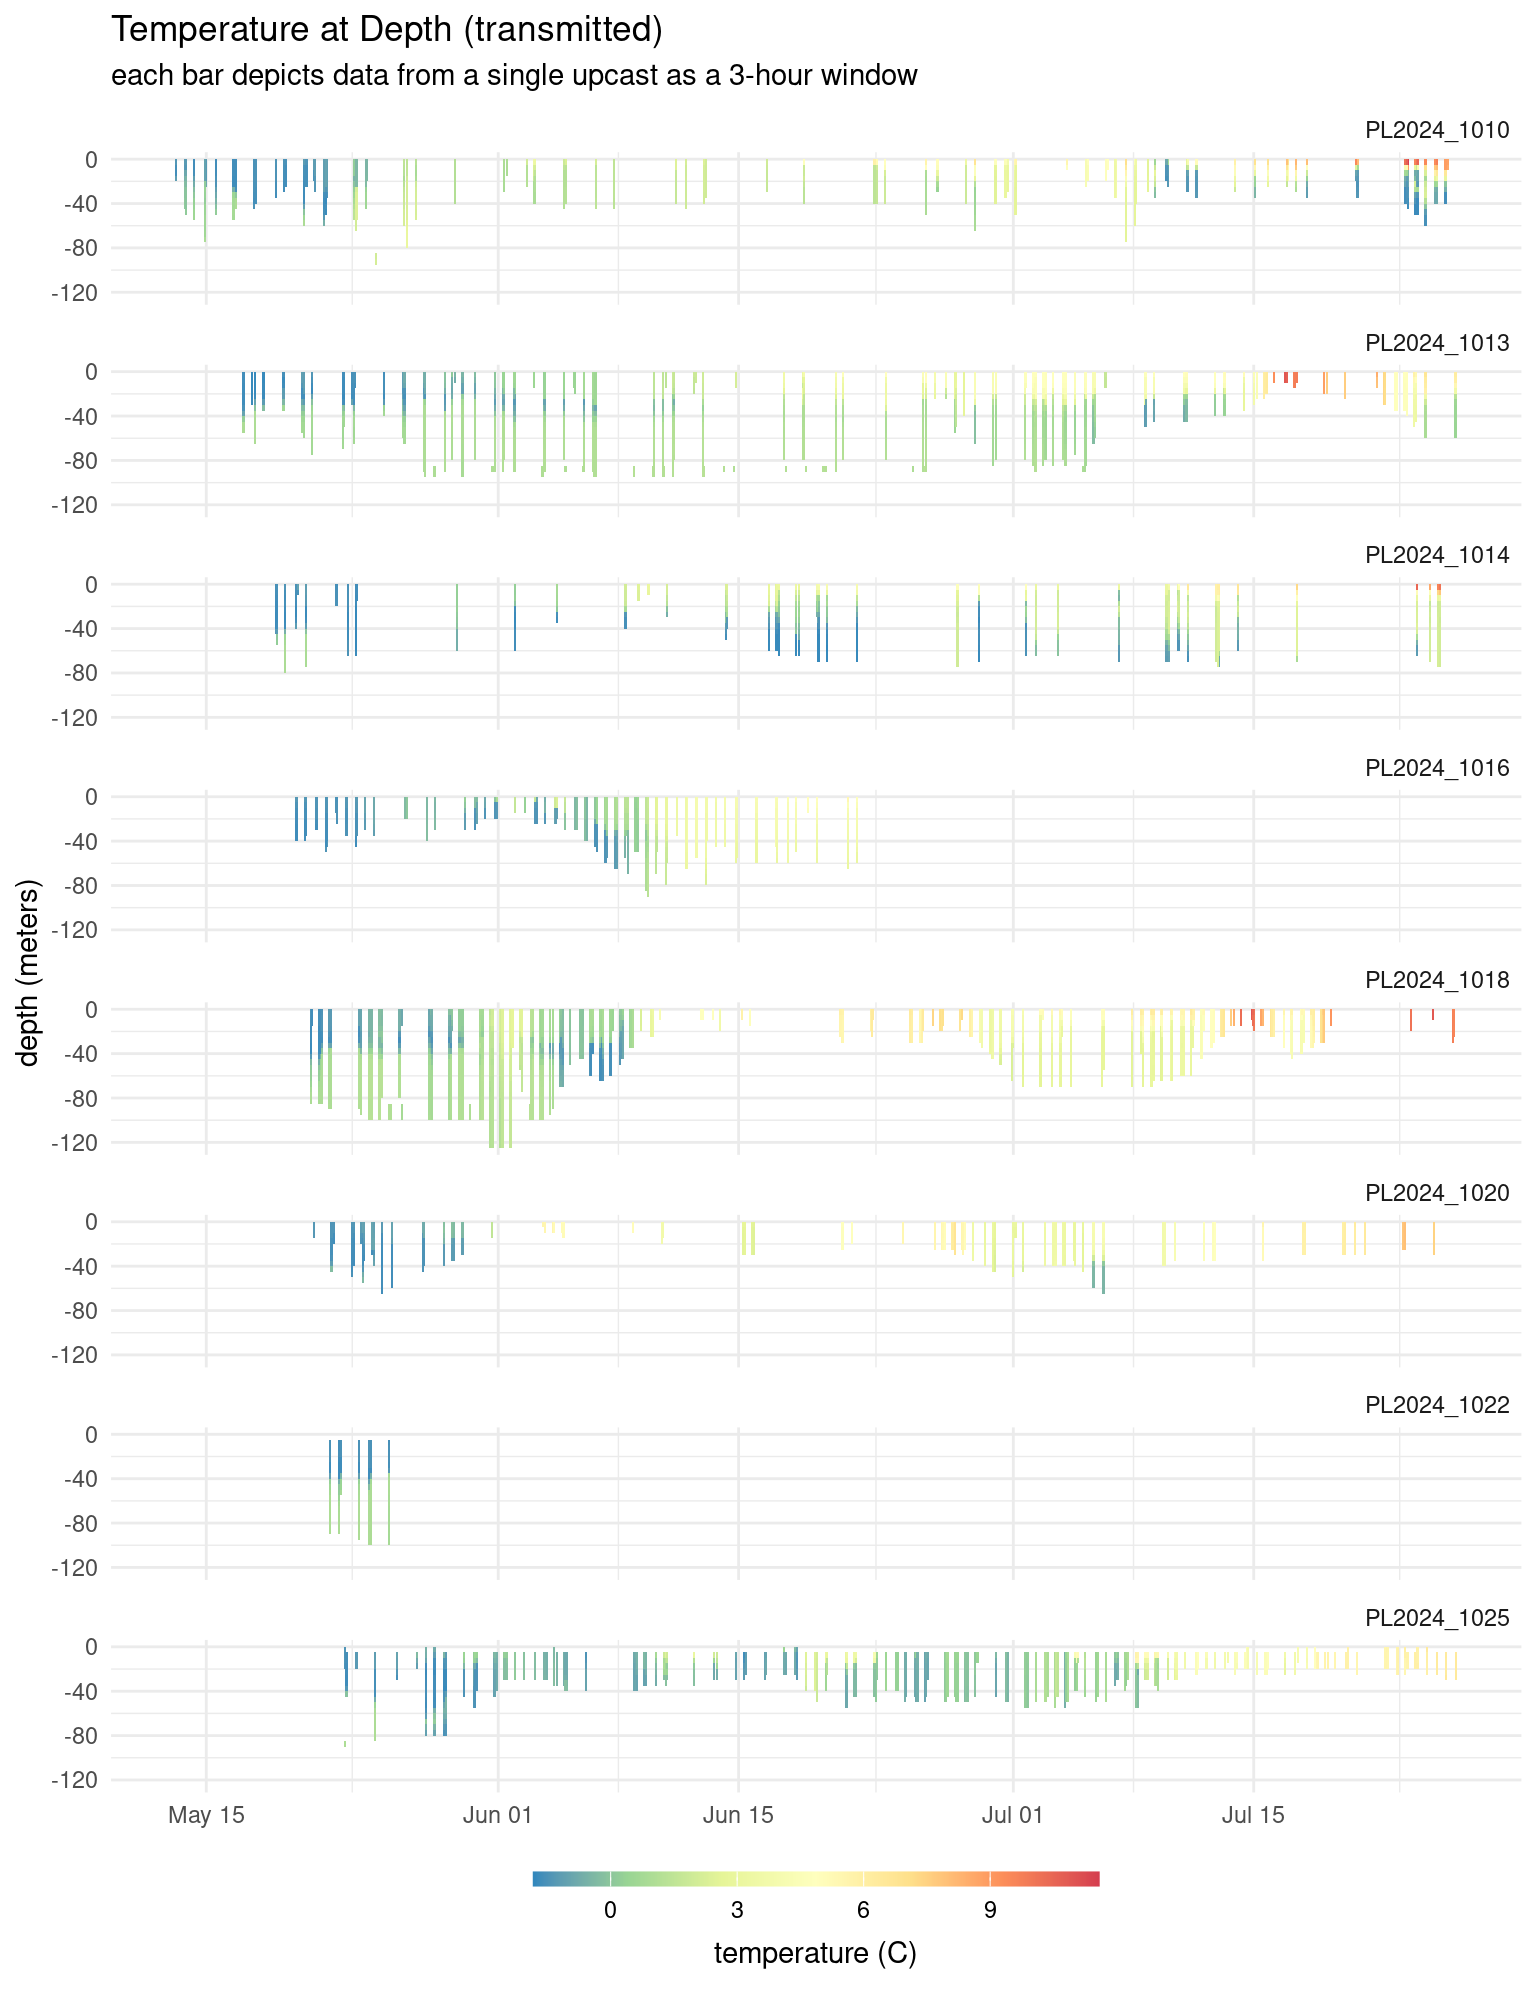 Temperature at Depth (transmitted)
each bar depicts data from a single upcast as a 3-hour window
PL2024_1010
0
-40
-80
-120
PL2024_1013
0
-40
-80
-120
PL2024_1014
0
-40
-80
-120
PL2024_1016
0
-40
-80
-120
depth (meters)
PL2024_1018
0
-40
-80
-120
PL2024_1020
0
-40
-80
-120
PL2024_1022
0
-40
-80
-120
PL2024_1025
0
-40
-80
-120
May 15 Jun 01 Jun 15 Jul 01 Jul 15
0 3 6 9
temperature (C)